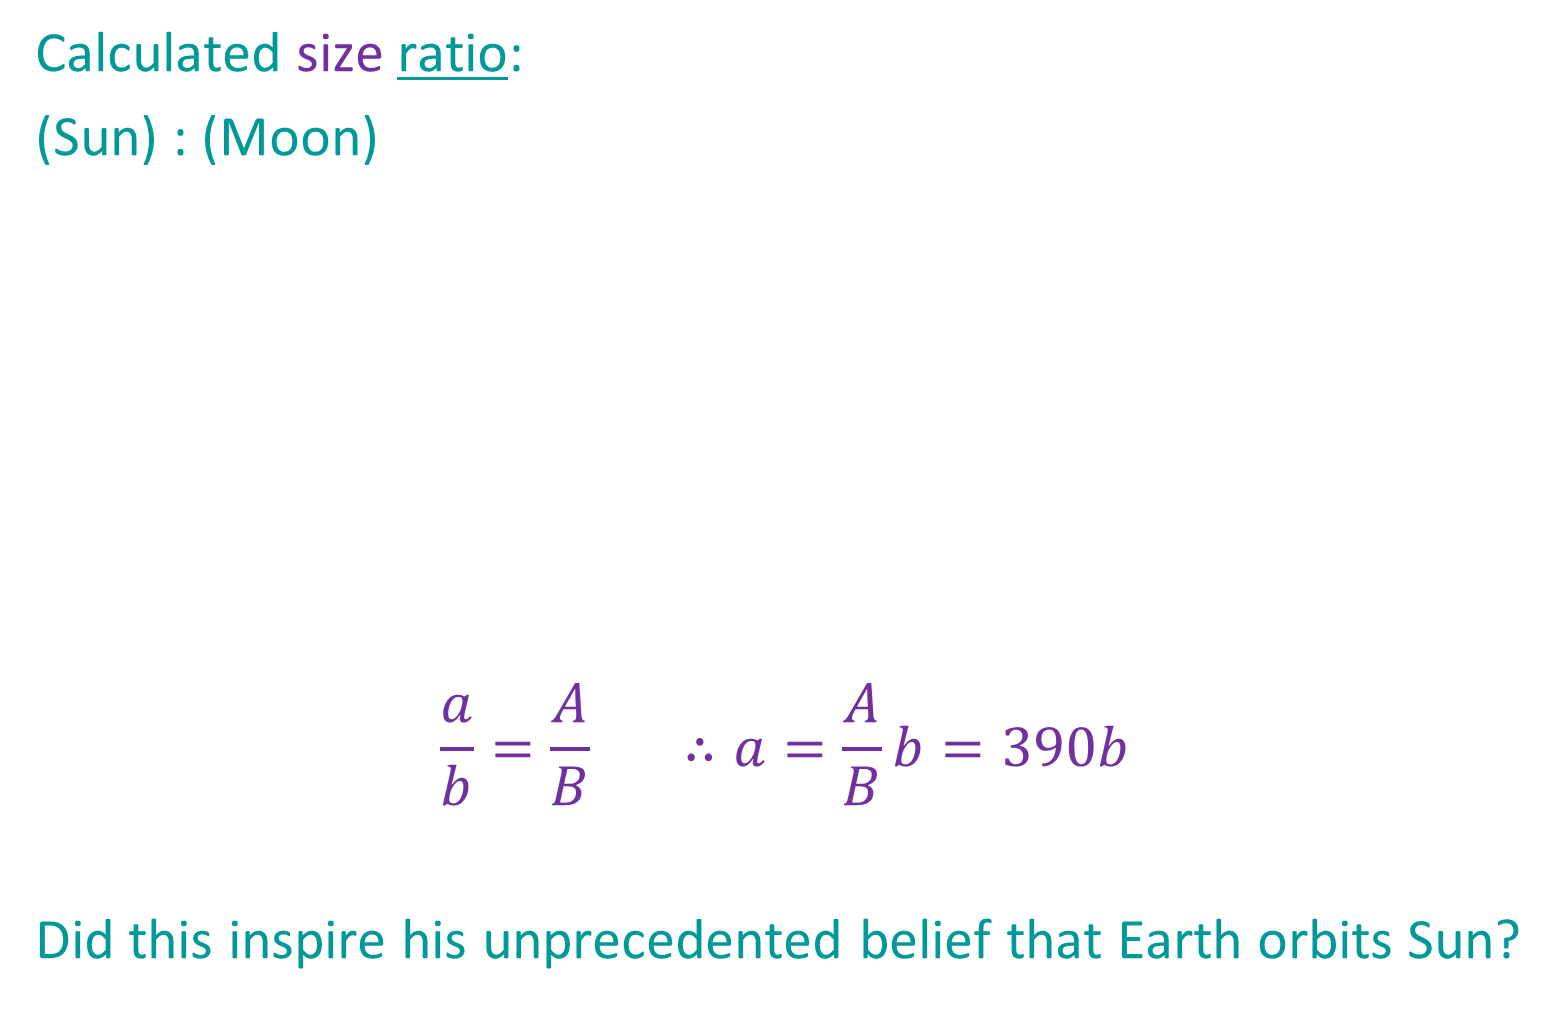 Calculated size ratio:
(Sun) : (Moon)
a/b = A/B ∴ a = A/B b = 390b
Did this inspire his unprecedented belief that Earth orbits Sun?